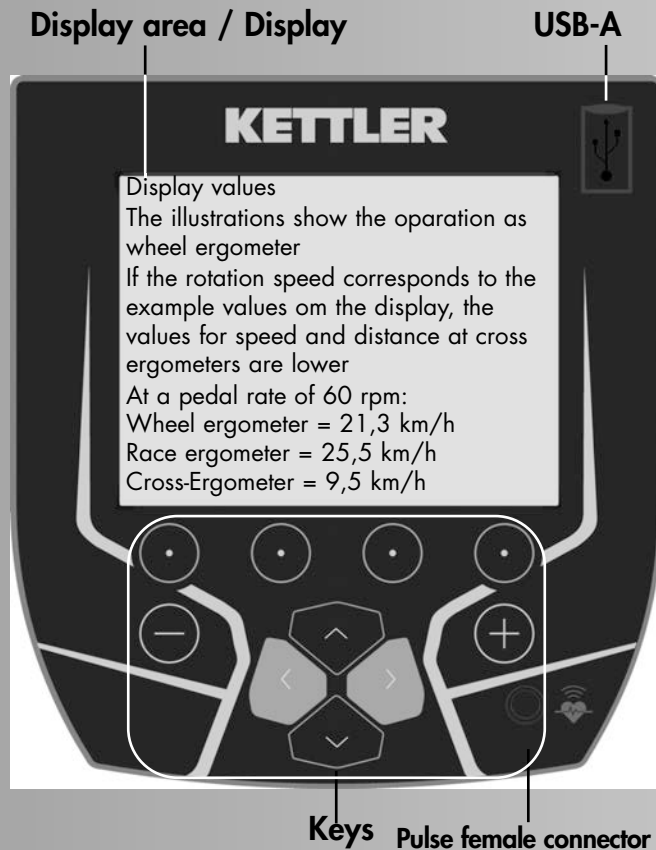 Display area / Display
USB-A
KETTLER
Display values
The illustrations show the oparation as
wheel ergometer
If the rotation speed corresponds to the
example values om the display, the
values for speed and distance at cross
ergometers are lower
At a pedal rate of 60 rpm:
Wheel ergometer = 21,3 km/h
Race ergometer = 25,5 km/h
Cross-Ergometer = 9,5 km/h
Keys
Pulse female connector